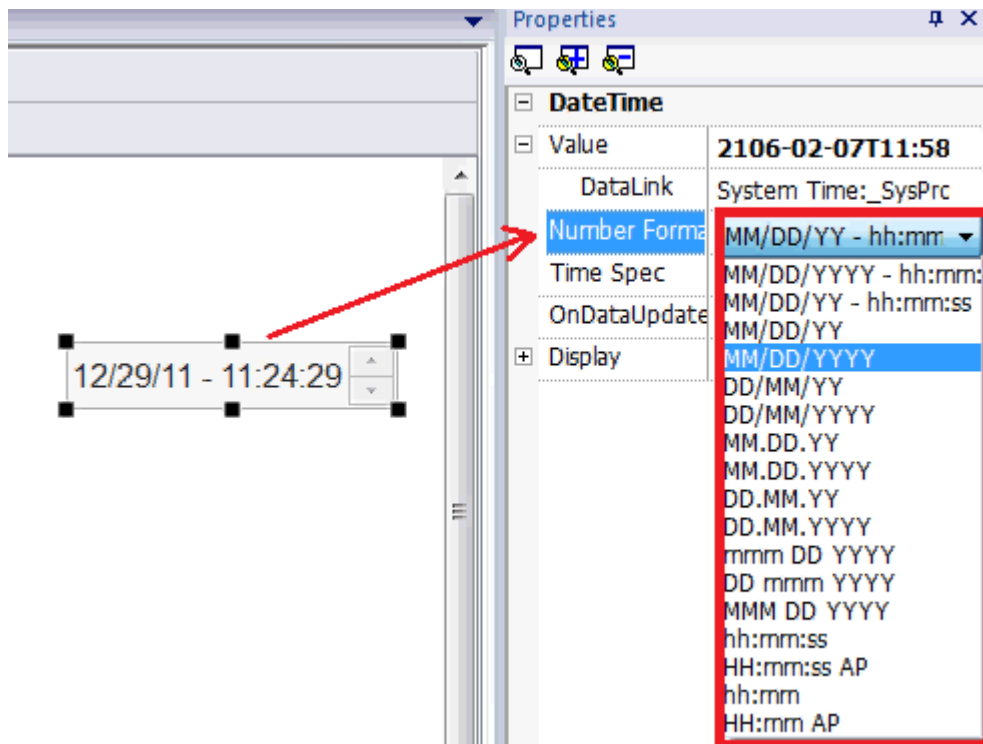 Properties
DateTime
Value 2106-02-07T11:58
DataLink System Time:_SysPrc
Number Forma MM/DD/YY - hh:mm
Time Spec MM/DD/YYYY - hh:mm:
MM/DD/YY - hh:mm:ss
OnDataUpdate MM/DD/YY
Display MM/DD/YYYY
12/29/11 - 11:24:29
DD/MM/YY
DD/MM/YYYY
MM.DD.YY
MM.DD.YYYY
DD.MM.YY
DD.MM.YYYY
mmm DD YYYY
DD mmm YYYY
MMM DD YYYY
hh:mm:ss
HH:mm:ss AP
hh:mm
HH:mm AP